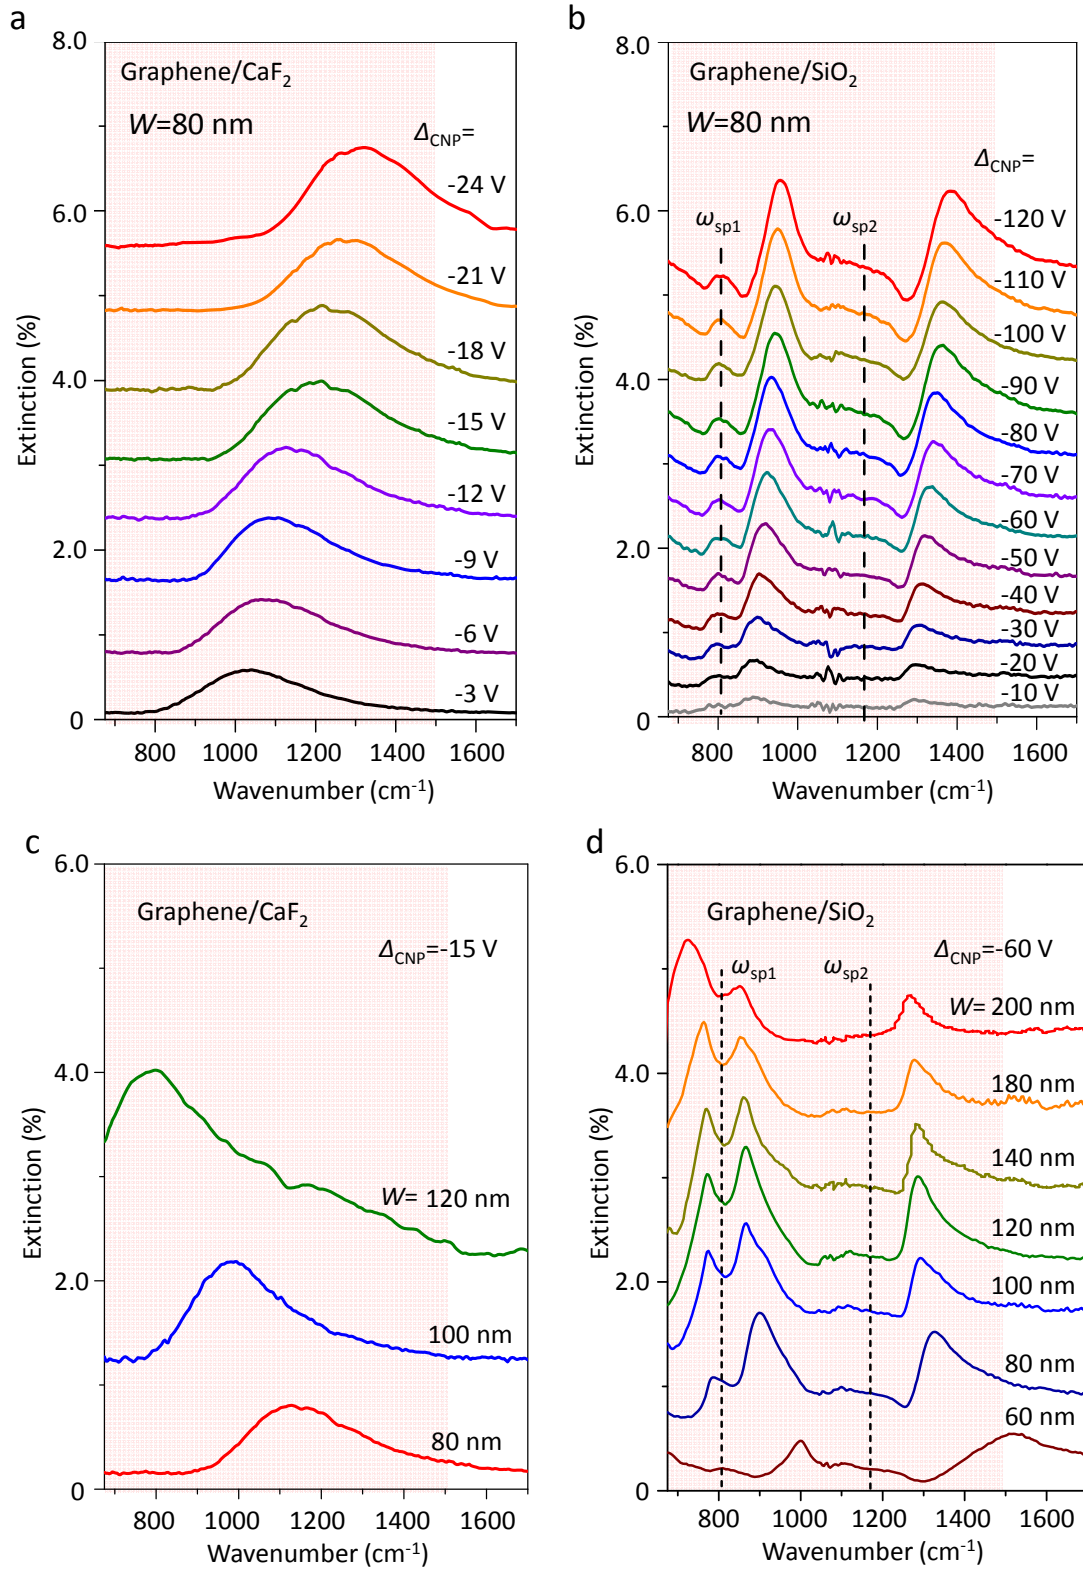 a
8.0
6.0
4.0
2.0
0
Extinction (%)
Graphene/CaF2
W=80 nm
ΔCNP=
-24 V
-21 V
-18 V
-15 V
-12 V
-9 V
-6 V
-3 V
800 1000 1200 1400 1600
Wavenumber (cm-1)
b
8.0
6.0
4.0
2.0
0
Extinction (%)
Graphene/SiO2
W=80 nm
ΔCNP=
ωsp1
ωsp2
-120 V
-110 V
-100 V
-90 V
-80 V
-70 V
-60 V
-50 V
-40 V
-30 V
-20 V
-10 V
800 1000 1200 1400 1600
Wavenumber (cm-1)
c
6.0
4.0
2.0
0
Extinction (%)
Graphene/CaF2
ΔCNP=-15 V
W= 120 nm
100 nm
80 nm
800 1000 1200 1400 1600
Wavenumber (cm-1)
d
6.0
4.0
2.0
0
Extinction (%)
Graphene/SiO2
ΔCNP=-60 V
ωsp1
ωsp2
W= 200 nm
180 nm
140 nm
120 nm
100 nm
80 nm
60 nm
800 1000 1200 1400 1600
Wavenumber (cm-1)